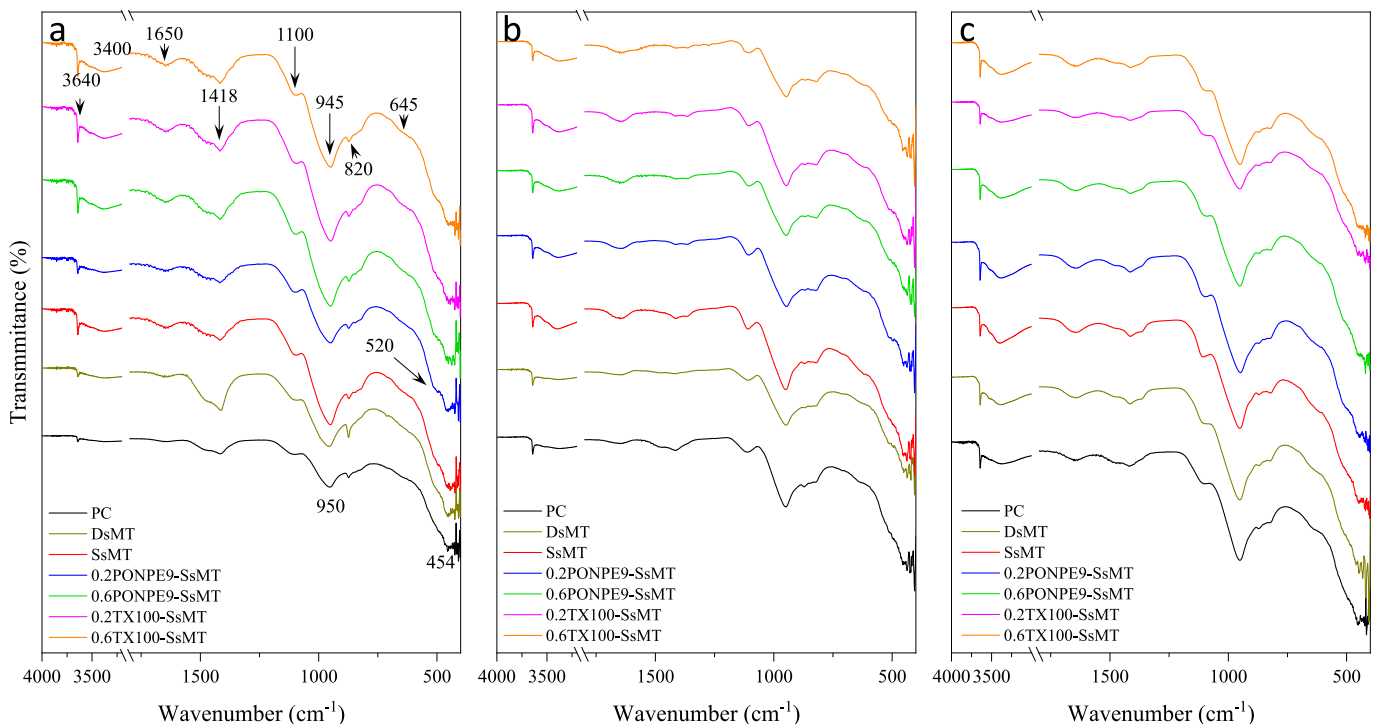 a
3400
1650
1100
3640
1418
945
645
820
520
950
454
PC
DsMT
SsMT
0.2PONPE9-SsMT
0.6PONPE9-SsMT
0.2TX100-SsMT
0.6TX100-SsMT
4000 3500 1500 1000 500
Wavenumber (cm-1)
Transmmitance (%)
b
PC
DsMT
SsMT
0.2PONPE9-SsMT
0.6PONPE9-SsMT
0.2TX100-SsMT
0.6TX100-SsMT
4000 3500 1500 1000 500
Wavenumber (cm-1)
c
PC
DsMT
SsMT
0.2PONPE9-SsMT
0.6PONPE9-SsMT
0.2TX100-SsMT
0.6TX100-SsMT
4000 3500 1500 1000 500
Wavenumber (cm-1)